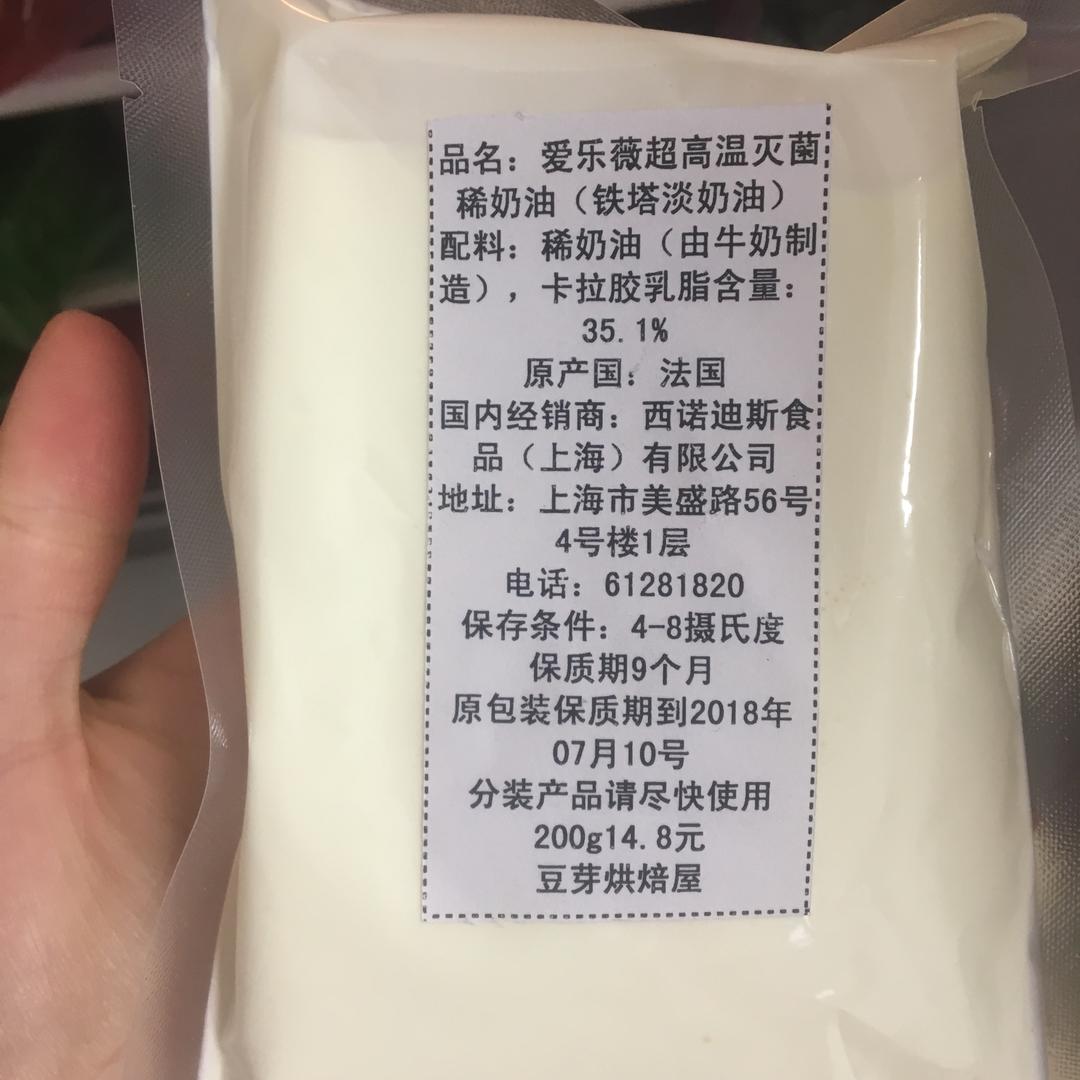 品名：爱乐薇超高温灭菌
稀奶油（铁塔淡奶油）
配料：稀奶油（由牛奶制
造），卡拉胶乳脂含量：
35.1%
原产国：法国
国内经销商：西诺迪斯食
品（上海）有限公司
地址：上海市美盛路56号
4号楼1层
电话：61281820
保存条件：4-8摄氏度
保质期9个月
原包装保质期到2018年
07月10号
分装产品请尽快使用
200g14.8元
豆芽烘焙屋